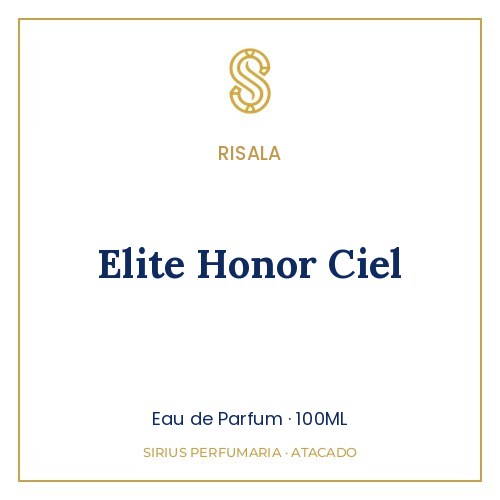 RISALA
Elite Honor Ciel
Eau de Parfum · 100ML
SIRIUS PERFUMARIA · ATACADO